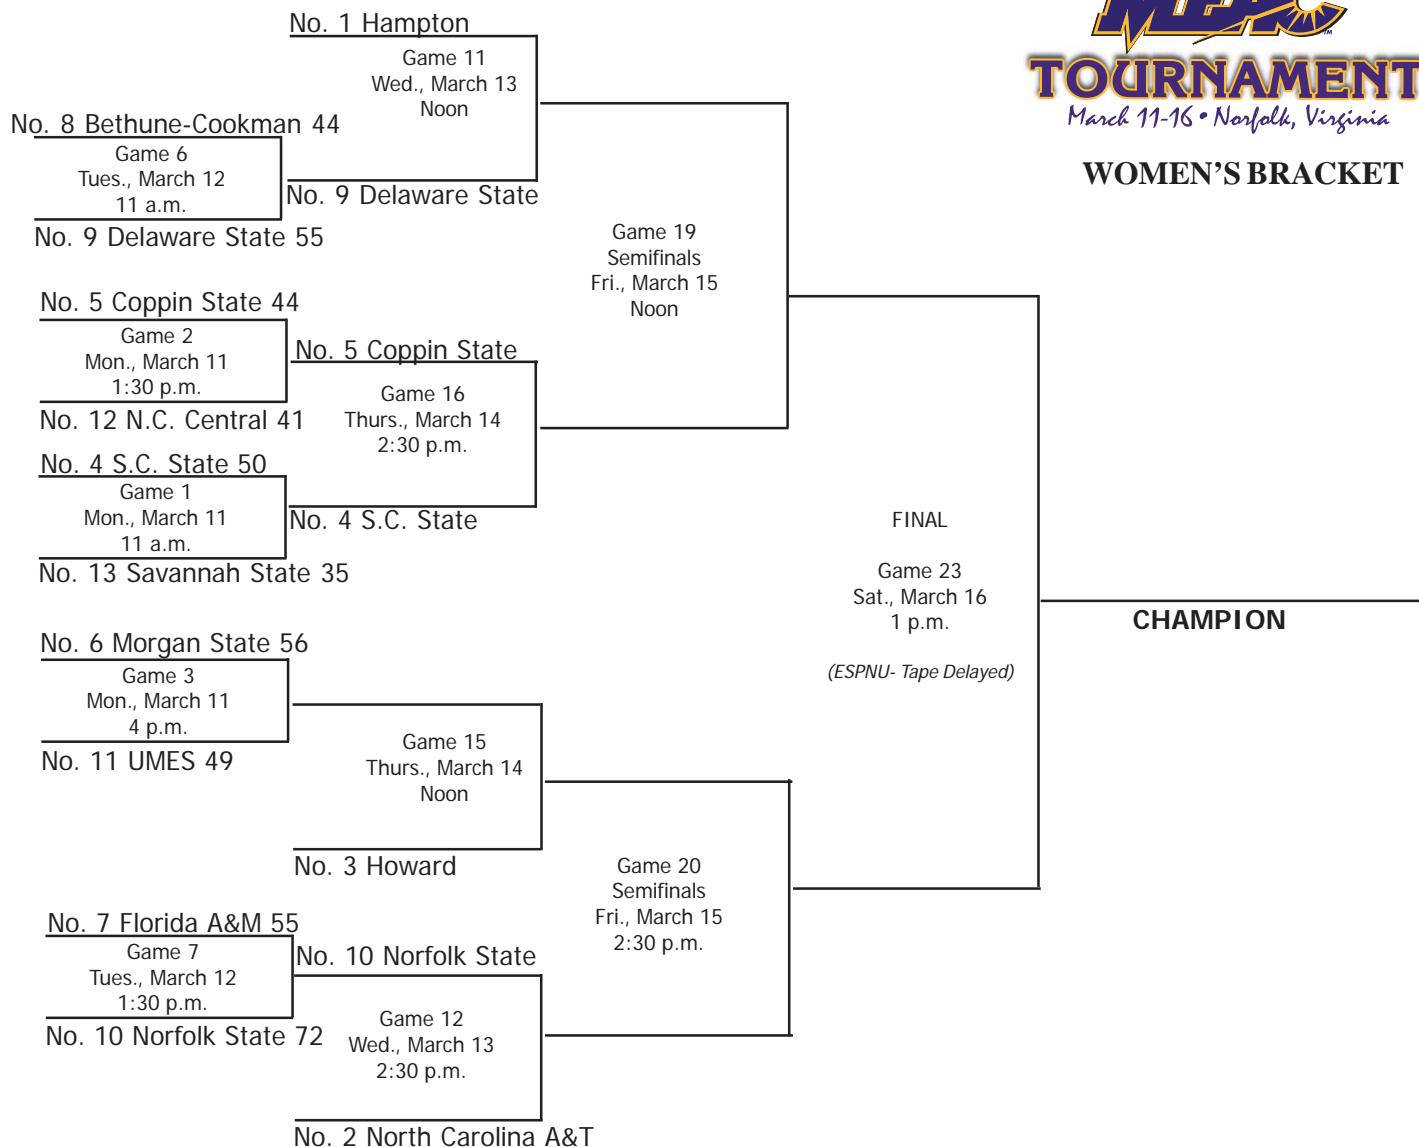 MEAC
TM
TOURNAMENT
March 11-16 • Norfolk, Virginia
WOMEN'S BRACKET
No. 1 Hampton
Game 11
Wed., March 13
Noon
No. 8 Bethune-Cookman 44
Game 6
Tues., March 12
11 a.m.
No. 9 Delaware State
No. 9 Delaware State 55
Game 19
Semifinals
Fri., March 15
Noon
No. 5 Coppin State 44
Game 2
Mon., March 11
1:30 p.m.
No. 5 Coppin State
No. 12 N.C. Central 41
Game 16
Thurs., March 14
2:30 p.m.
No. 4 S.C. State 50
Game 1
Mon., March 11
11 a.m.
No. 4 S.C. State
No. 13 Savannah State 35
FINAL
Game 23
Sat., March 16
1 p.m.
(ESPNU- Tape Delayed)
CHAMPION
No. 6 Morgan State 56
Game 3
Mon., March 11
4 p.m.
No. 11 UMES 49
Game 15
Thurs., March 14
Noon
No. 3 Howard
Game 20
Semifinals
Fri., March 15
2:30 p.m.
No. 7 Florida A&M 55
Game 7
Tues., March 12
1:30 p.m.
No. 10 Norfolk State
No. 10 Norfolk State 72
Game 12
Wed., March 13
2:30 p.m.
No. 2 North Carolina A&T